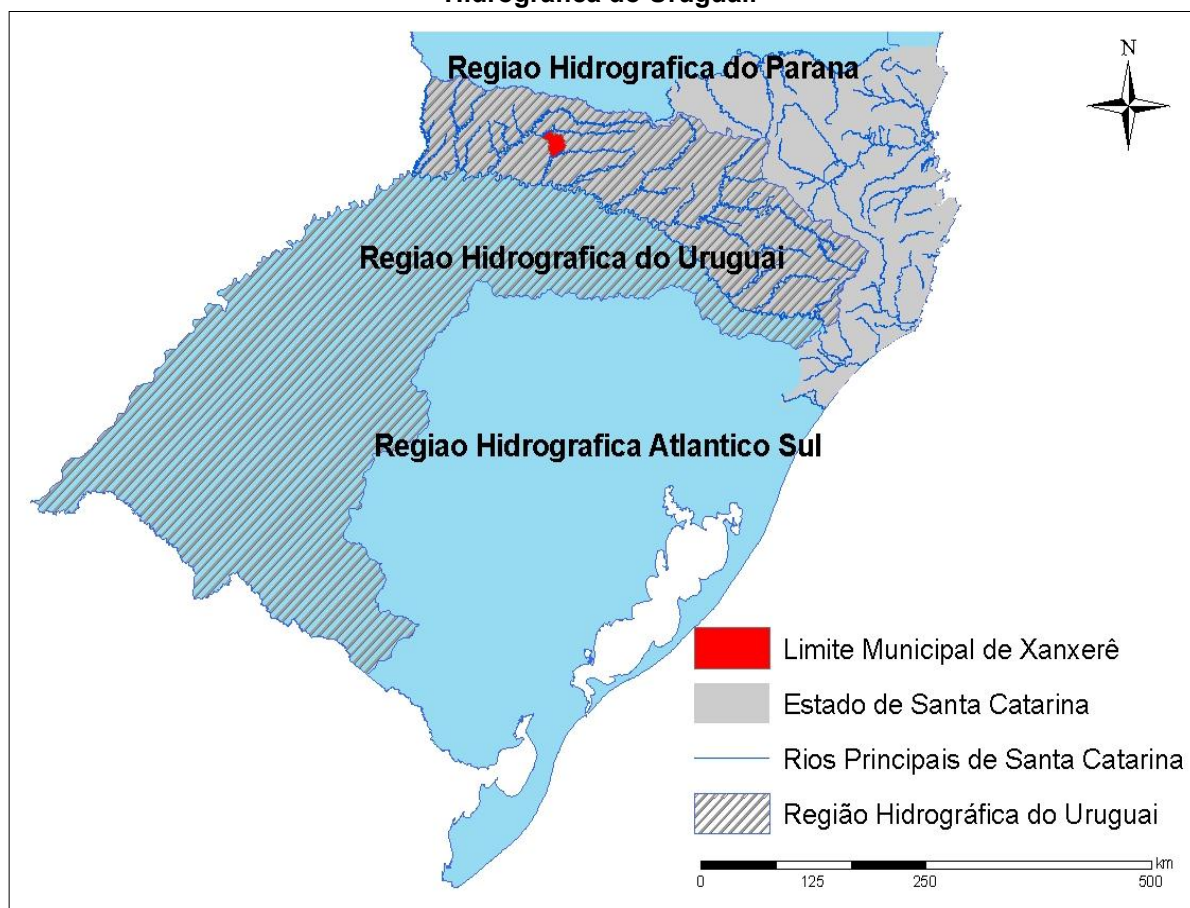 Hidrográfica do Uruguai.
N
Regiao Hidrografica do Parana
Regiao Hidrografica do Uruguai
Regiao Hidrografica Atlantico Sul
Limite Municipal de Xanxerê
Estado de Santa Catarina
Rios Principais de Santa Catarina
Região Hidrográfica do Uruguai
km
0 125 250 500